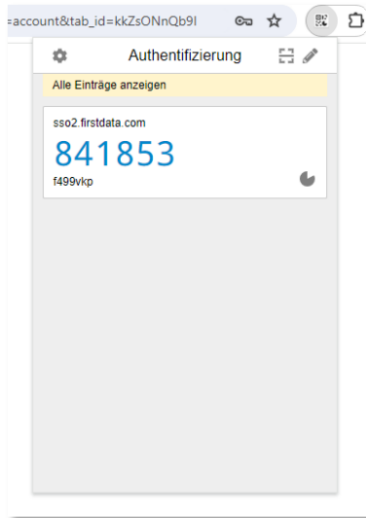 =account&tab_id=kkZsONnQb9I
Authentifizierung
Alle Einträge anzeigen
sso2.firstdata.com
841853
f499vkp